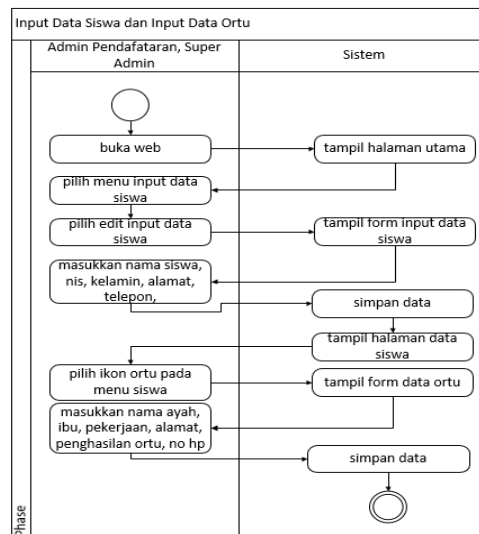 Input Data Siswa dan Input Data Ortu
Admin Pendafataran, Super
Admin
Sistem
buka web
tampil halaman utama
pilih menu input data
siswa
pilih edit input data
siswa
tampil form input data
siswa
masukkan nama siswa,
nis, kelamin, alamat,
telepon,
simpan data
tampil halaman data
siswa
pilih ikon ortu pada
menu siswa
tampil form data ortu
masukkan nama ayah,
ibu, pekerjaan, alamat,
penghasilan ortu, no hp
simpan data
Phase